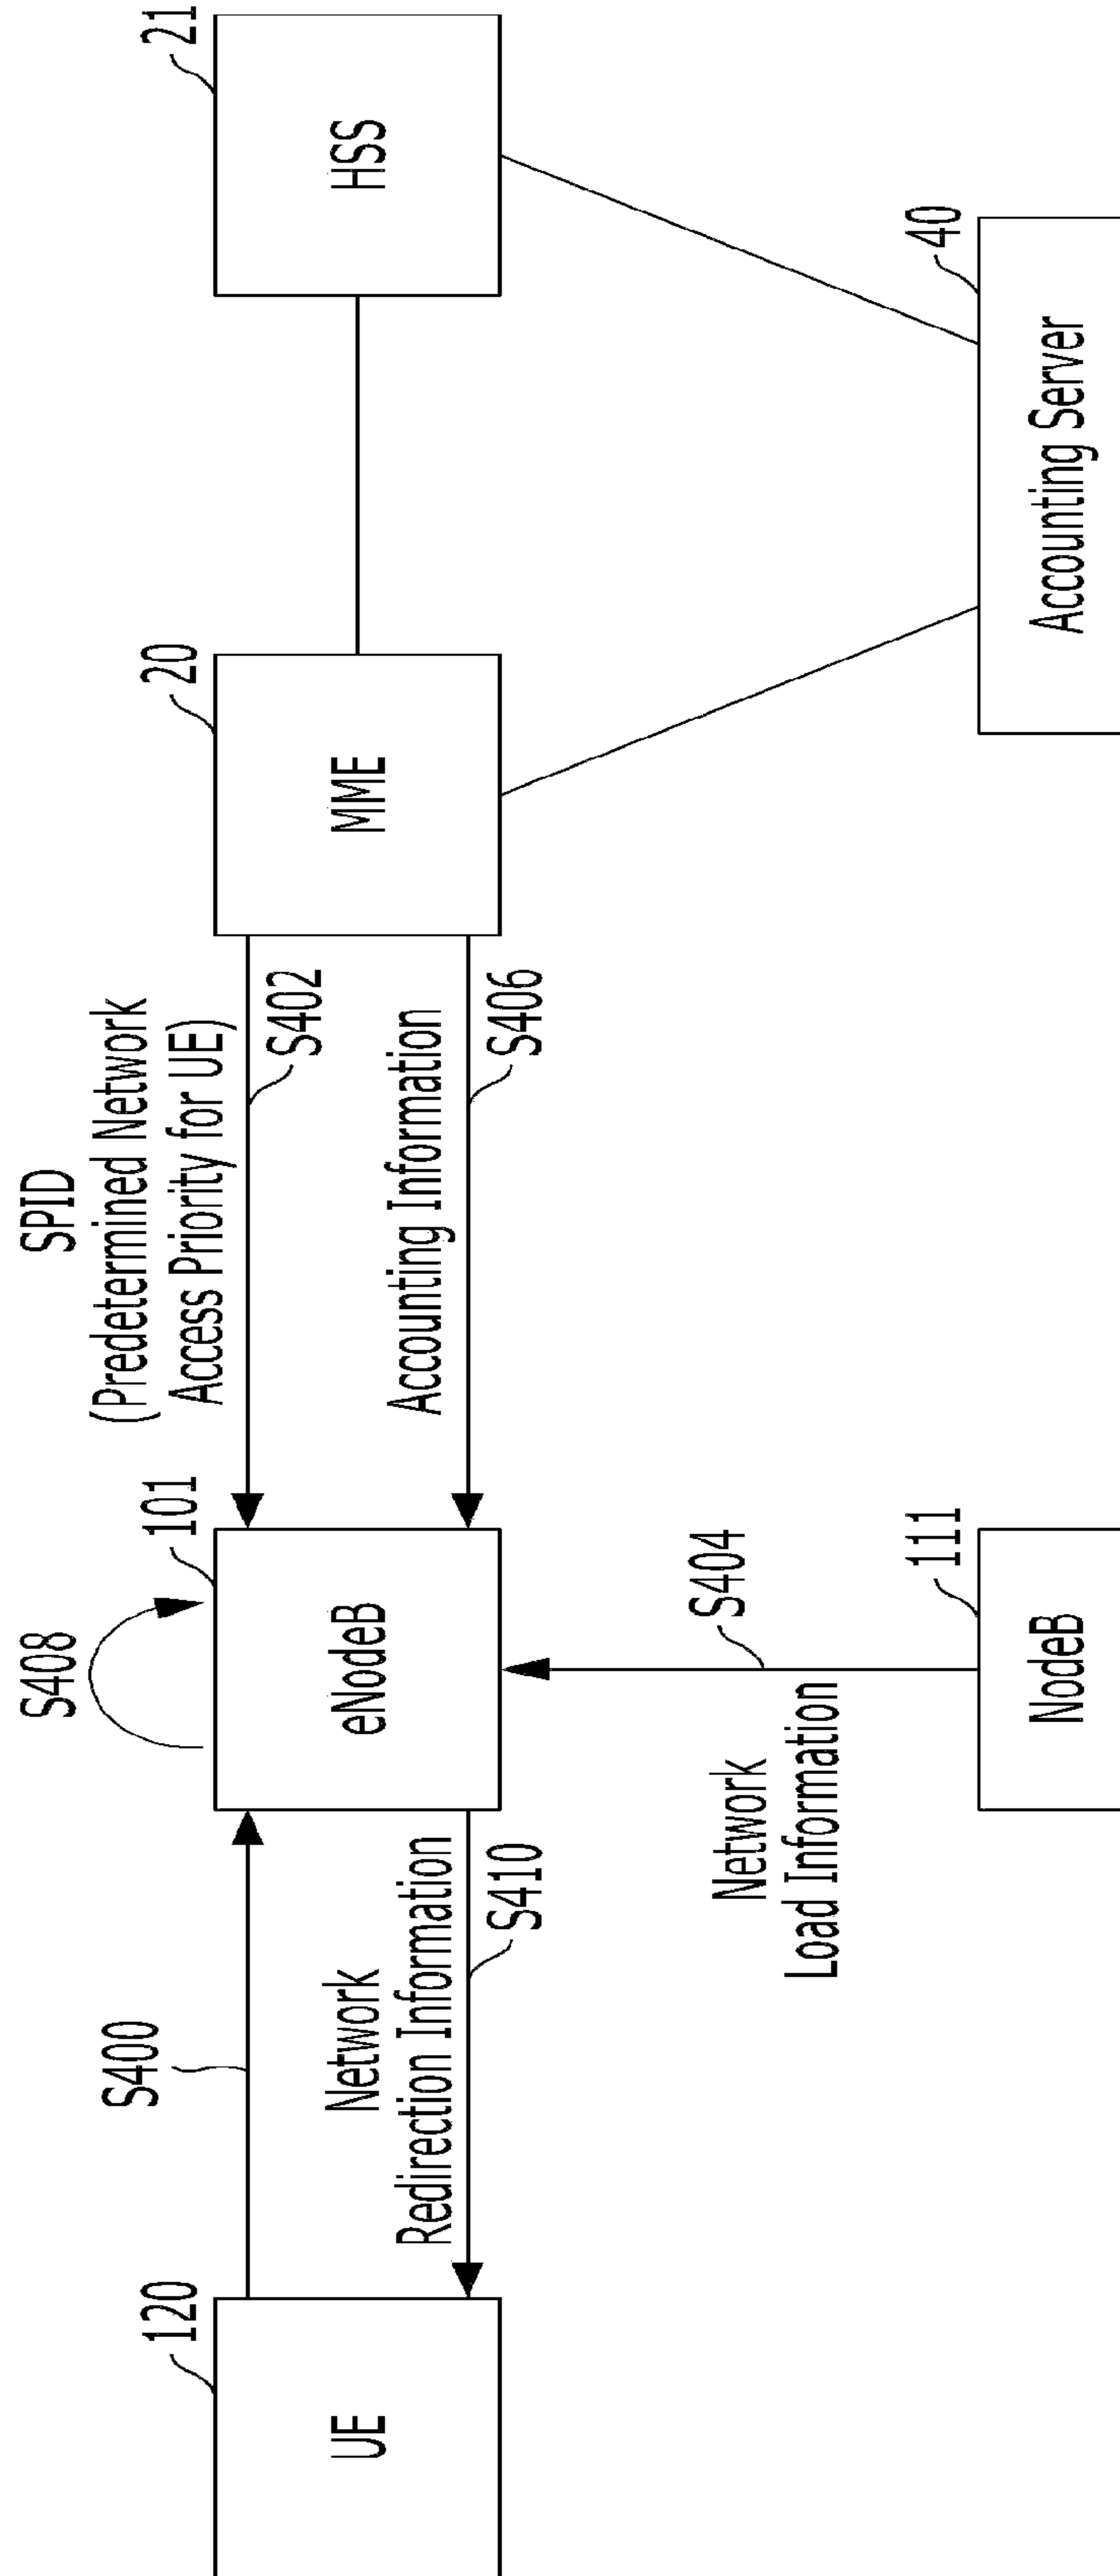 S408
SPID
(Predetermined Network
Access Priority for UE)
S400
120
101
20
21
UE
eNodeB
MME
HSS
S402
Network
Redirection Information
Accounting Information
S410
S406
Network
Load Information
S404
111
40
NodeB
Accounting Server